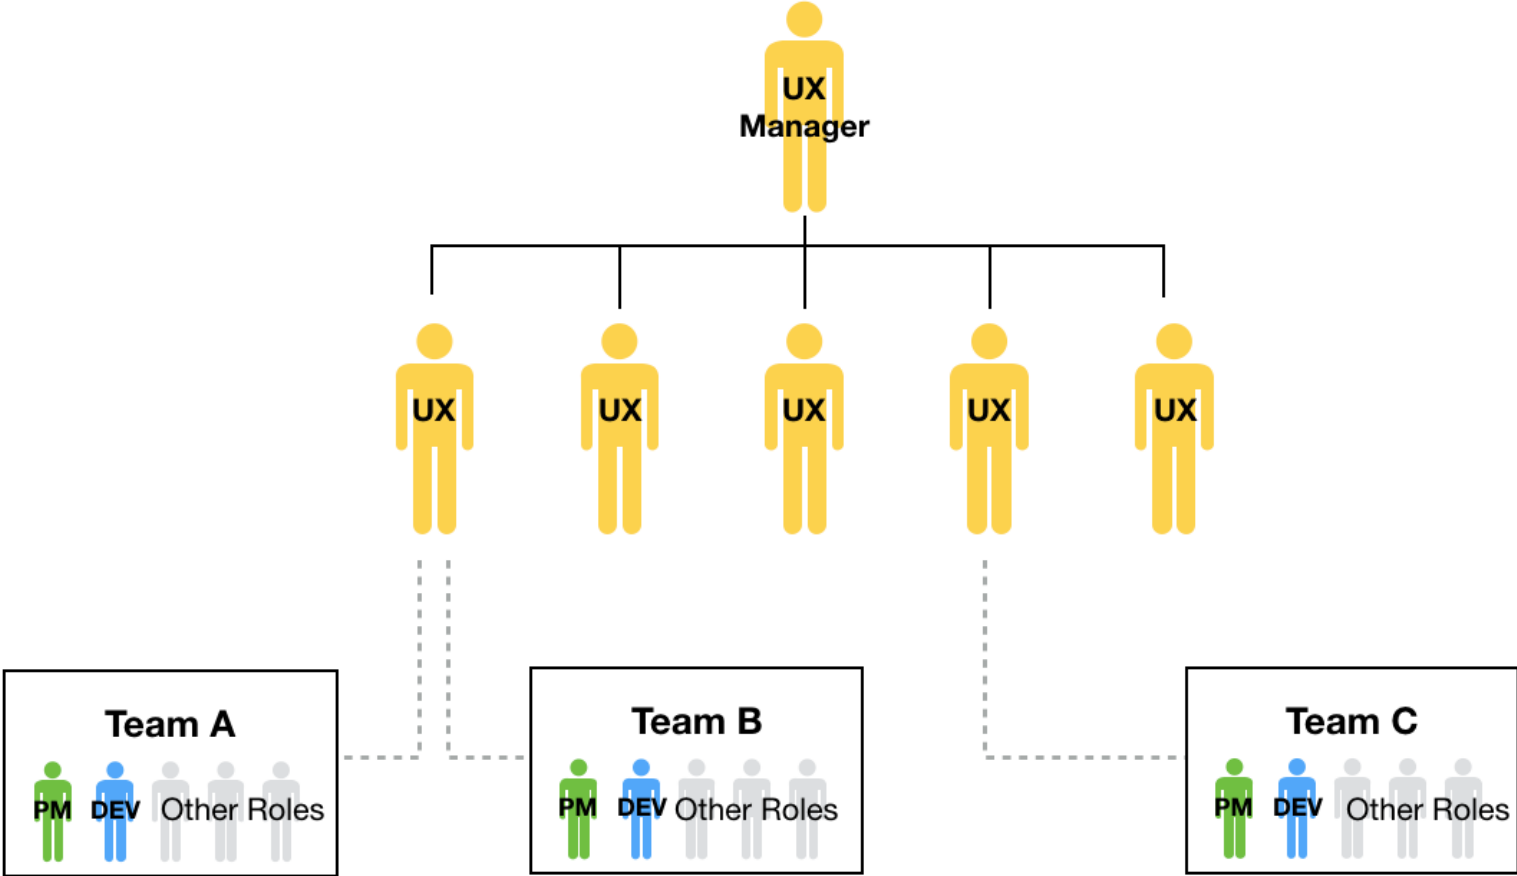 UX
Manager
UX UX UX UX UX
Team A
PM DEV Other Roles
Team B
PM DEV Other Roles
Team C
PM DEV Other Roles